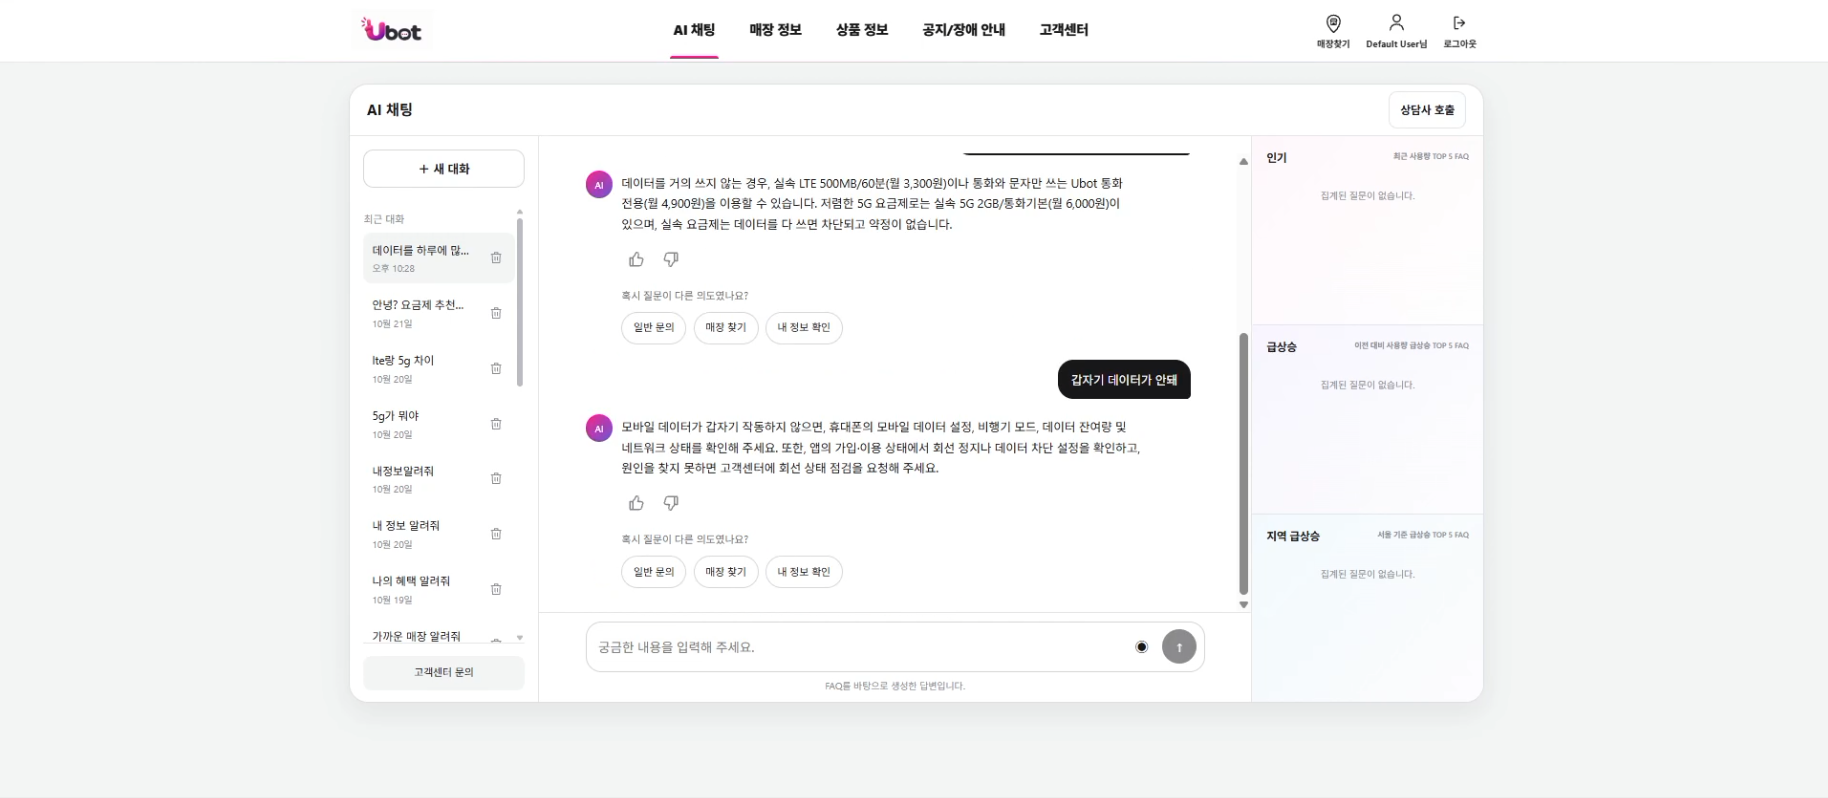 Ubot
AI 채팅
매장 정보
상품 정보
공지/장애 안내
고객센터
매장찾기
Default User님
로그아웃
AI 채팅
상담사 호출
+ 새 대화
최근 대화
데이터를 하루에 많...
오후 10:28
안녕? 요금제 추천...
10월 21일
lte랑 5g 차이
10월 20일
5g가 뭐야
10월 20일
내정보알려줘
10월 20일
내 정보 알려줘
10월 20일
나의 혜택 알려줘
10월 19일
가까운 매장 알려줘
고객센터 문의
AI
데이터를 거의 쓰지 않는 경우, 실속 LTE 500MB/60분(월 3,300원)이나 통화와 문자만 쓰는 Ubot 통화
전용(월 4,900원)을 이용할 수 있습니다. 저렴한 5G 요금제로는 실속 5G 2GB/통화기본(월 6,000원)이
있으며, 실속 요금제는 데이터를 다 쓰면 차단되고 약정이 없습니다.
혹시 질문이 다른 의도였나요?
일반 문의
매장 찾기
내 정보 확인
갑자기 데이터가 안돼
AI
모바일 데이터가 갑자기 작동하지 않으면, 휴대폰의 모바일 데이터 설정, 비행기 모드, 데이터 잔여량 및
네트워크 상태를 확인해 주세요. 또한, 앱의 가입·이용 상태에서 회선 정지나 데이터 차단 설정을 확인하고,
원인을 찾지 못하면 고객센터에 회선 상태 점검을 요청해 주세요.
혹시 질문이 다른 의도였나요?
일반 문의
매장 찾기
내 정보 확인
궁금한 내용을 입력해 주세요.
FAQ를 바탕으로 생성한 답변입니다.
인기
최근 사용량 TOP 5 FAQ
집계된 질문이 없습니다.
급상승
이전 대비 사용량 급상승 TOP 5 FAQ
집계된 질문이 없습니다.
지역 급상승
서울 기준 급상승 TOP 5 FAQ
집계된 질문이 없습니다.